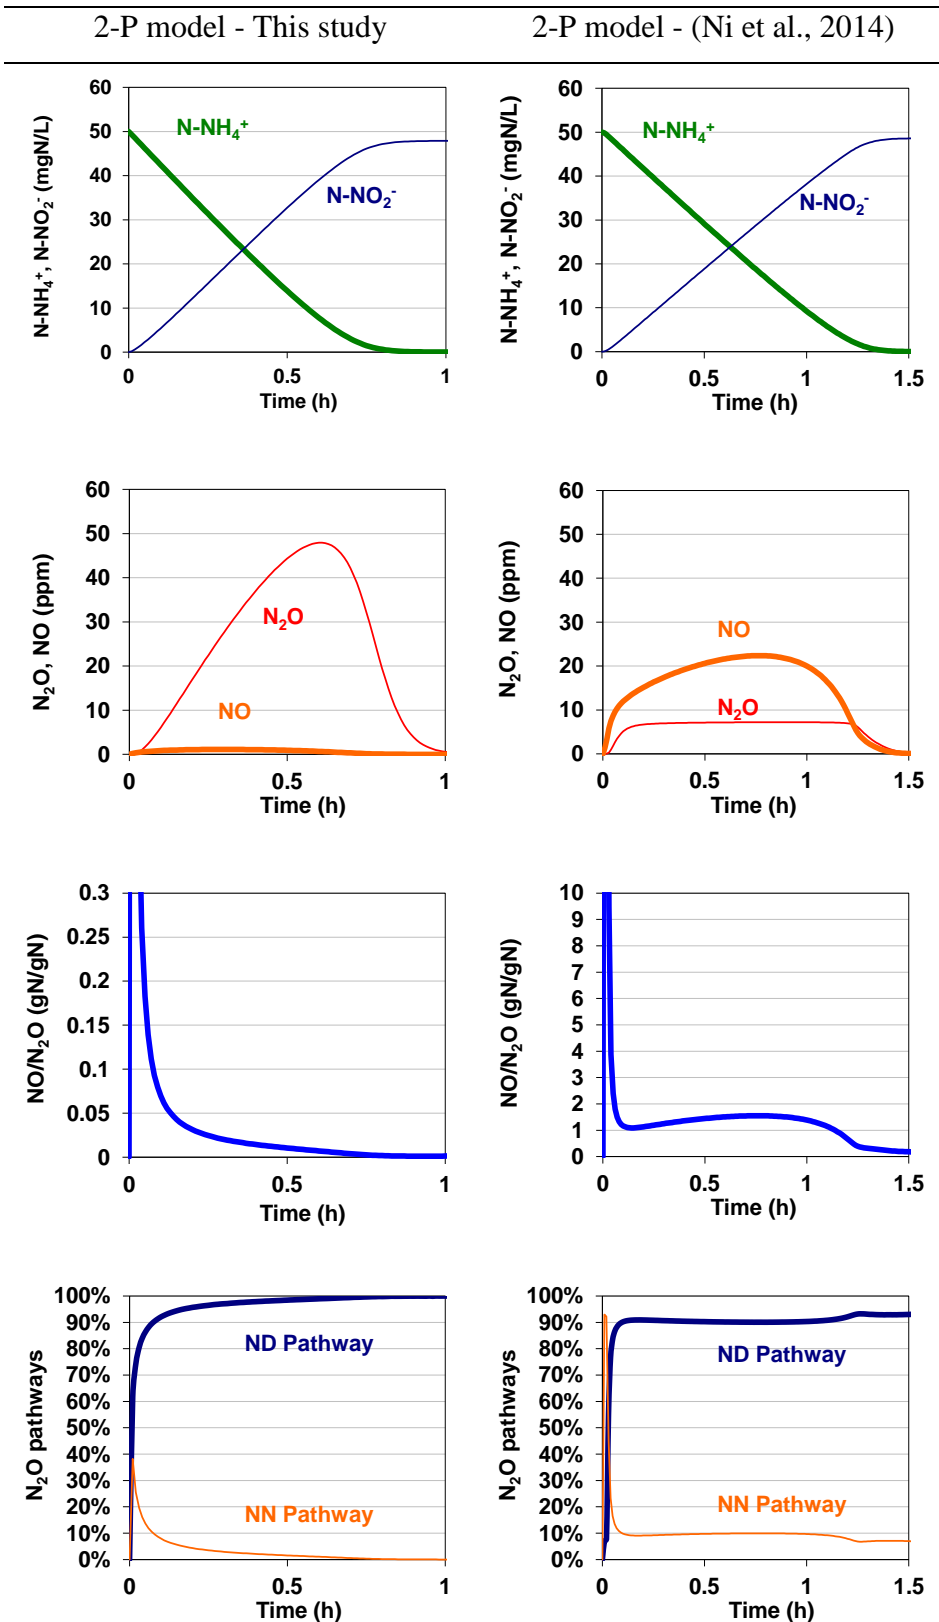 2-P model - This study 2-P model - (Ni et al., 2014)
N-NH₄⁺, N-NO₂⁻ (mgN/L)
60
50
40
30
20
10
0
N-NH₄⁺
N-NO₂⁻
0 0.5 1
Time (h)
N-NH₄⁺, N-NO₂⁻ (mgN/L)
60
50
40
30
20
10
0
N-NH₄⁺
N-NO₂⁻
0 0.5 1 1.5
Time (h)
N₂O, NO (ppm)
60
50
40
30
20
10
0
N₂O
NO
0 0.5 1
Time (h)
N₂O, NO (ppm)
60
50
40
30
20
10
0
NO
N₂O
0 0.5 1 1.5
Time (h)
NO/N₂O (gN/gN)
0.3
0.25
0.2
0.15
0.1
0.05
0
0 0.5 1
Time (h)
NO/N₂O (gN/gN)
10
9
8
7
6
5
4
3
2
1
0
0 0.5 1 1.5
Time (h)
N₂O pathways
100%
90%
80%
70%
60%
50%
40%
30%
20%
10%
0%
ND Pathway
NN Pathway
0 0.5 1
Time (h)
N₂O pathways
100%
90%
80%
70%
60%
50%
40%
30%
20%
10%
0%
ND Pathway
NN Pathway
0 0.5 1 1.5
Time (h)